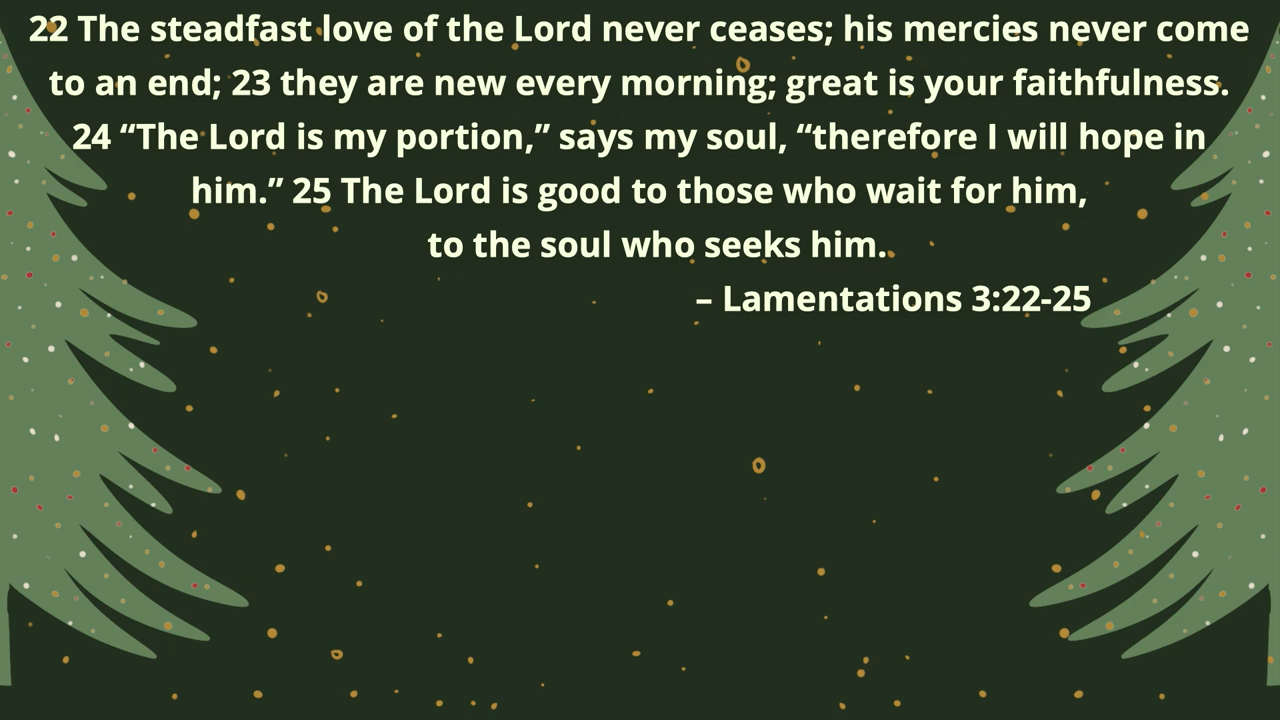 22 The steadfast love of the Lord never ceases; his mercies never come
to an end; 23 they are new every morning; great is your faithfulness.
24 “The Lord is my portion,” says my soul, “therefore I will hope in
him.” 25 The Lord is good to those who wait for him,
to the soul who seeks him.
– Lamentations 3:22-25